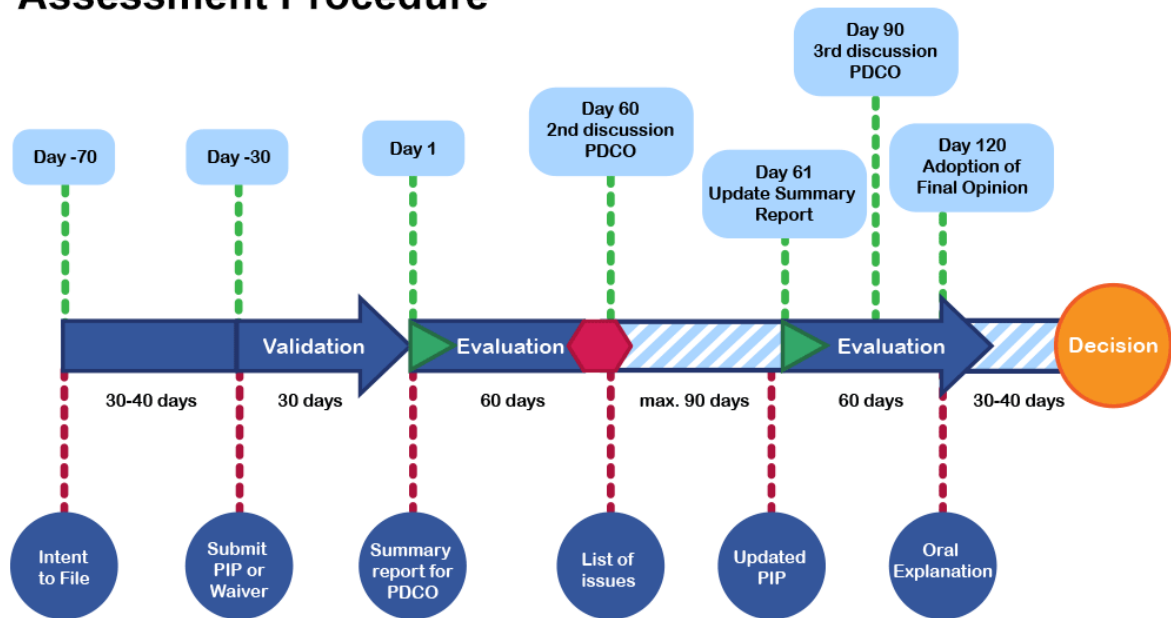 Assessment Procedure
Day 90
3rd discussion
PDCO
Day 60
2nd discussion
PDCO
Day -70
Day -30
Day 1
Day 120
Adoption of
Final Opinion
Day 61
Update Summary
Report
Validation
Evaluation
Evaluation
Decision
30-40 days
30 days
60 days
max. 90 days
60 days
30-40 days
Intent
to File
Submit
PIP or
Waiver
Summary
report for
PDCO
List of
issues
Updated
PIP
Oral
Explanation